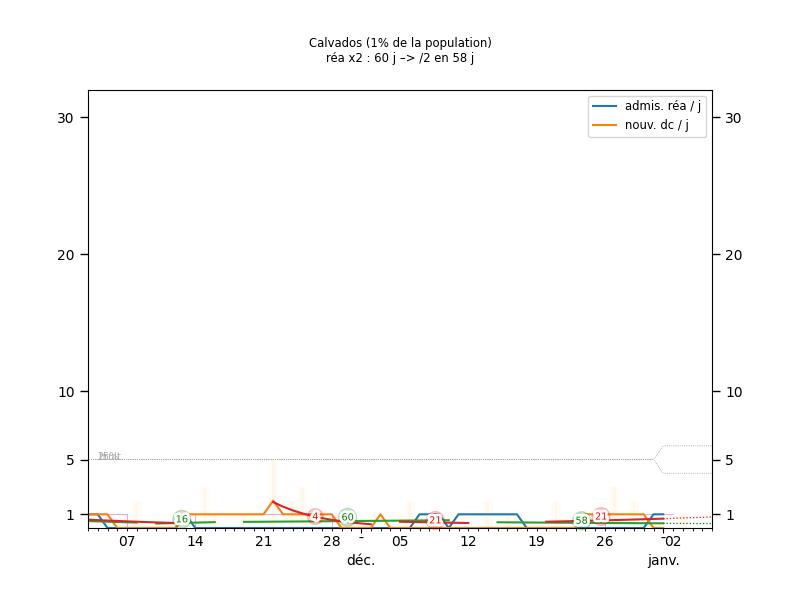 Calvados (1% de la population)
réa x2 : 60 j –> /2 en 58 j
admis. réa / j
nouv. dc / j
30 30
20 20
10 10
5 5
1 1
16 4 60 21 58 21
07 14 21 28 - 05 12 19 26 -02
déc. janv.